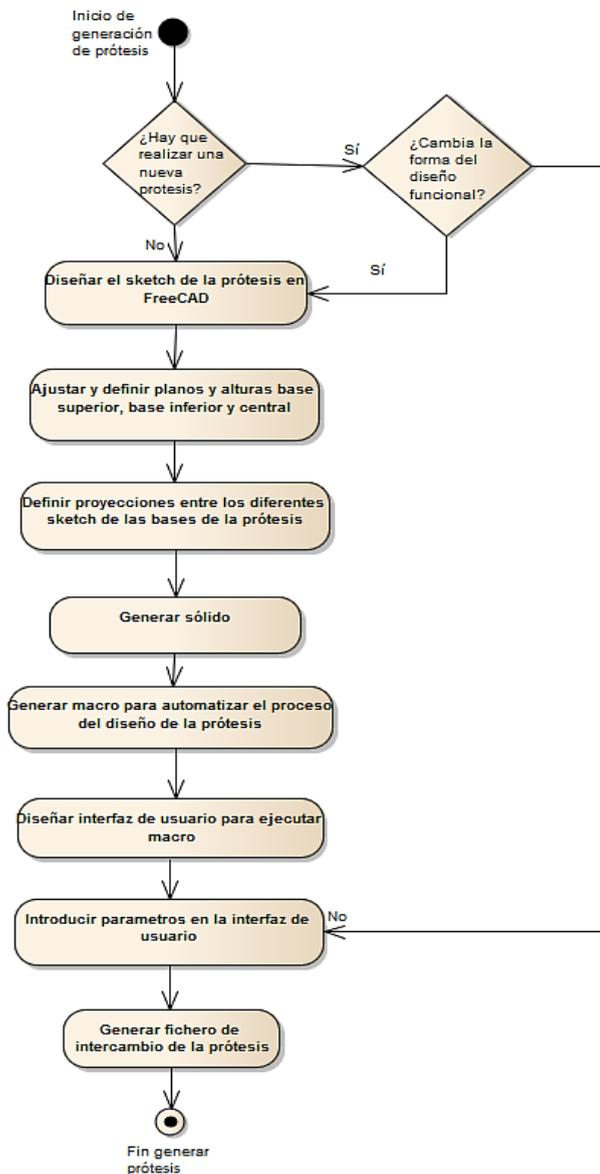 Inicio de
generación
de prótesis
¿Hay que
realizar una
nueva
protesis?
Sí
¿Cambia la
forma del
diseño
funcional?
No
Sí
Diseñar el sketch de la prótesis en
FreeCAD
Ajustar y definir planos y alturas base
superior, base inferior y central
Definir proyecciones entre los diferentes
sketch de las bases de la prótesis
Generar sólido
Generar macro para automatizar el proceso
del diseño de la prótesis
Diseñar interfaz de usuario para ejecutar
macro
Introducir parametros en la interfaz de
usuario
No
Generar fichero de
intercambio de la prótesis
Fin generar
prótesis